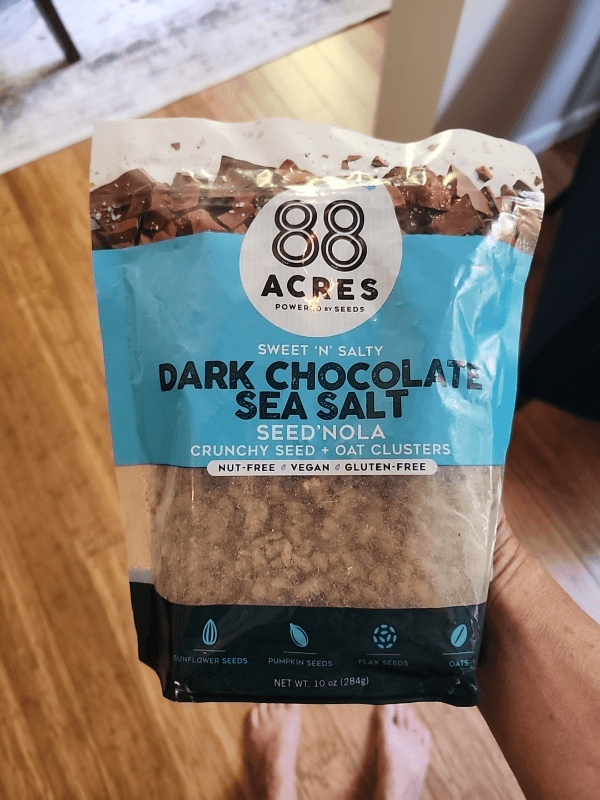 88
ACRES
POWERED BY SEEDS
SWEET 'N' SALTY
DARK CHOCOLATE
SEA SALT
SEED'NOLA
CRUNCHY SEED + OAT CLUSTERS
NUT-FREE VEGAN GLUTEN-FREE
SUNFLOWER SEEDS PUMPKIN SEEDS FLAX SEEDS OATS
NET WT. 10 oz (284g)